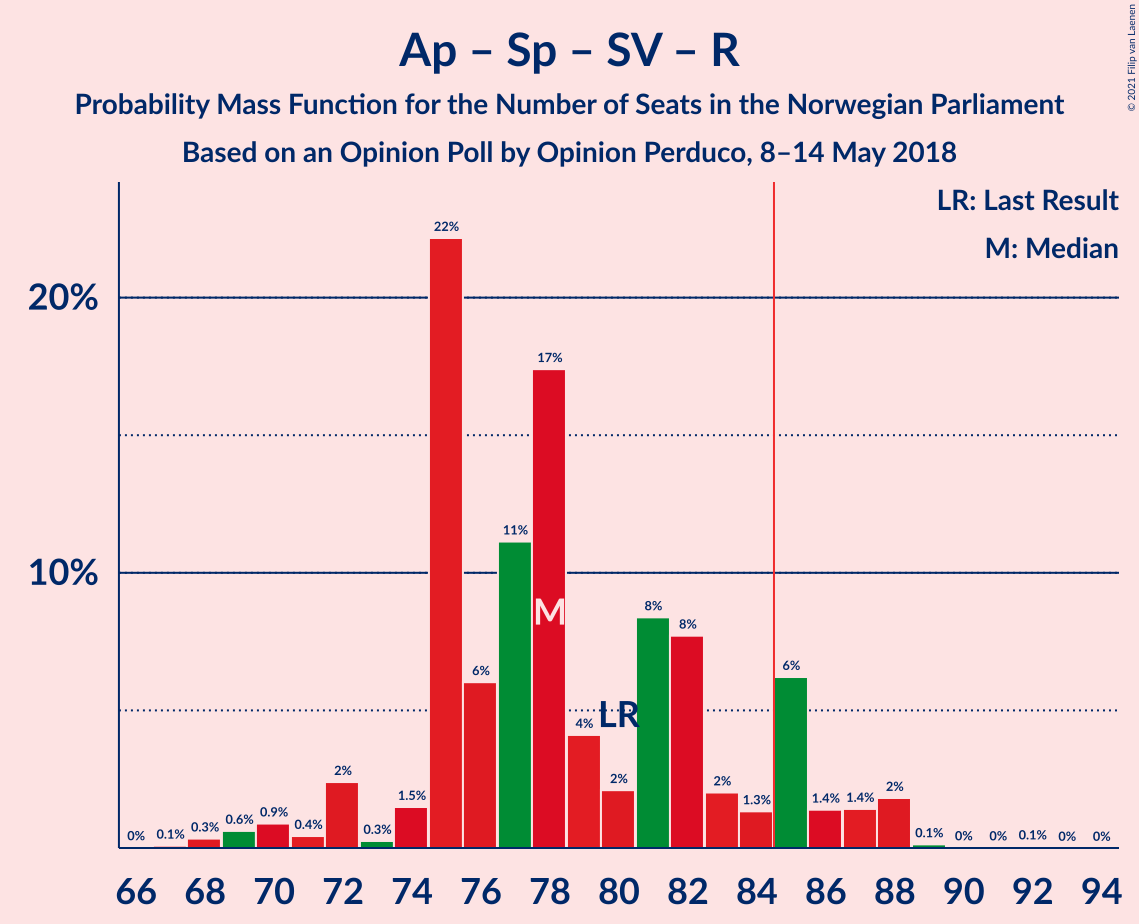 Ap – Sp – SV – R
Probability Mass Function for the Number of Seats in the Norwegian Parliament
Based on an Opinion Poll by Opinion Perduco, 8–14 May 2018
© 2021 Filip van Laenen
LR: Last Result
M: Median
20%
10%
0% 0.1% 0.3% 0.6% 0.9% 0.4% 2% 0.3% 1.5% 22% 6% 11% 17% 4% 2% 8% 8% 2% 1.3% 6% 1.4% 1.4% 2% 0.1% 0% 0% 0.1% 0% 0%
M
LR
66 68 70 72 74 76 78 80 82 84 86 88 90 92 94